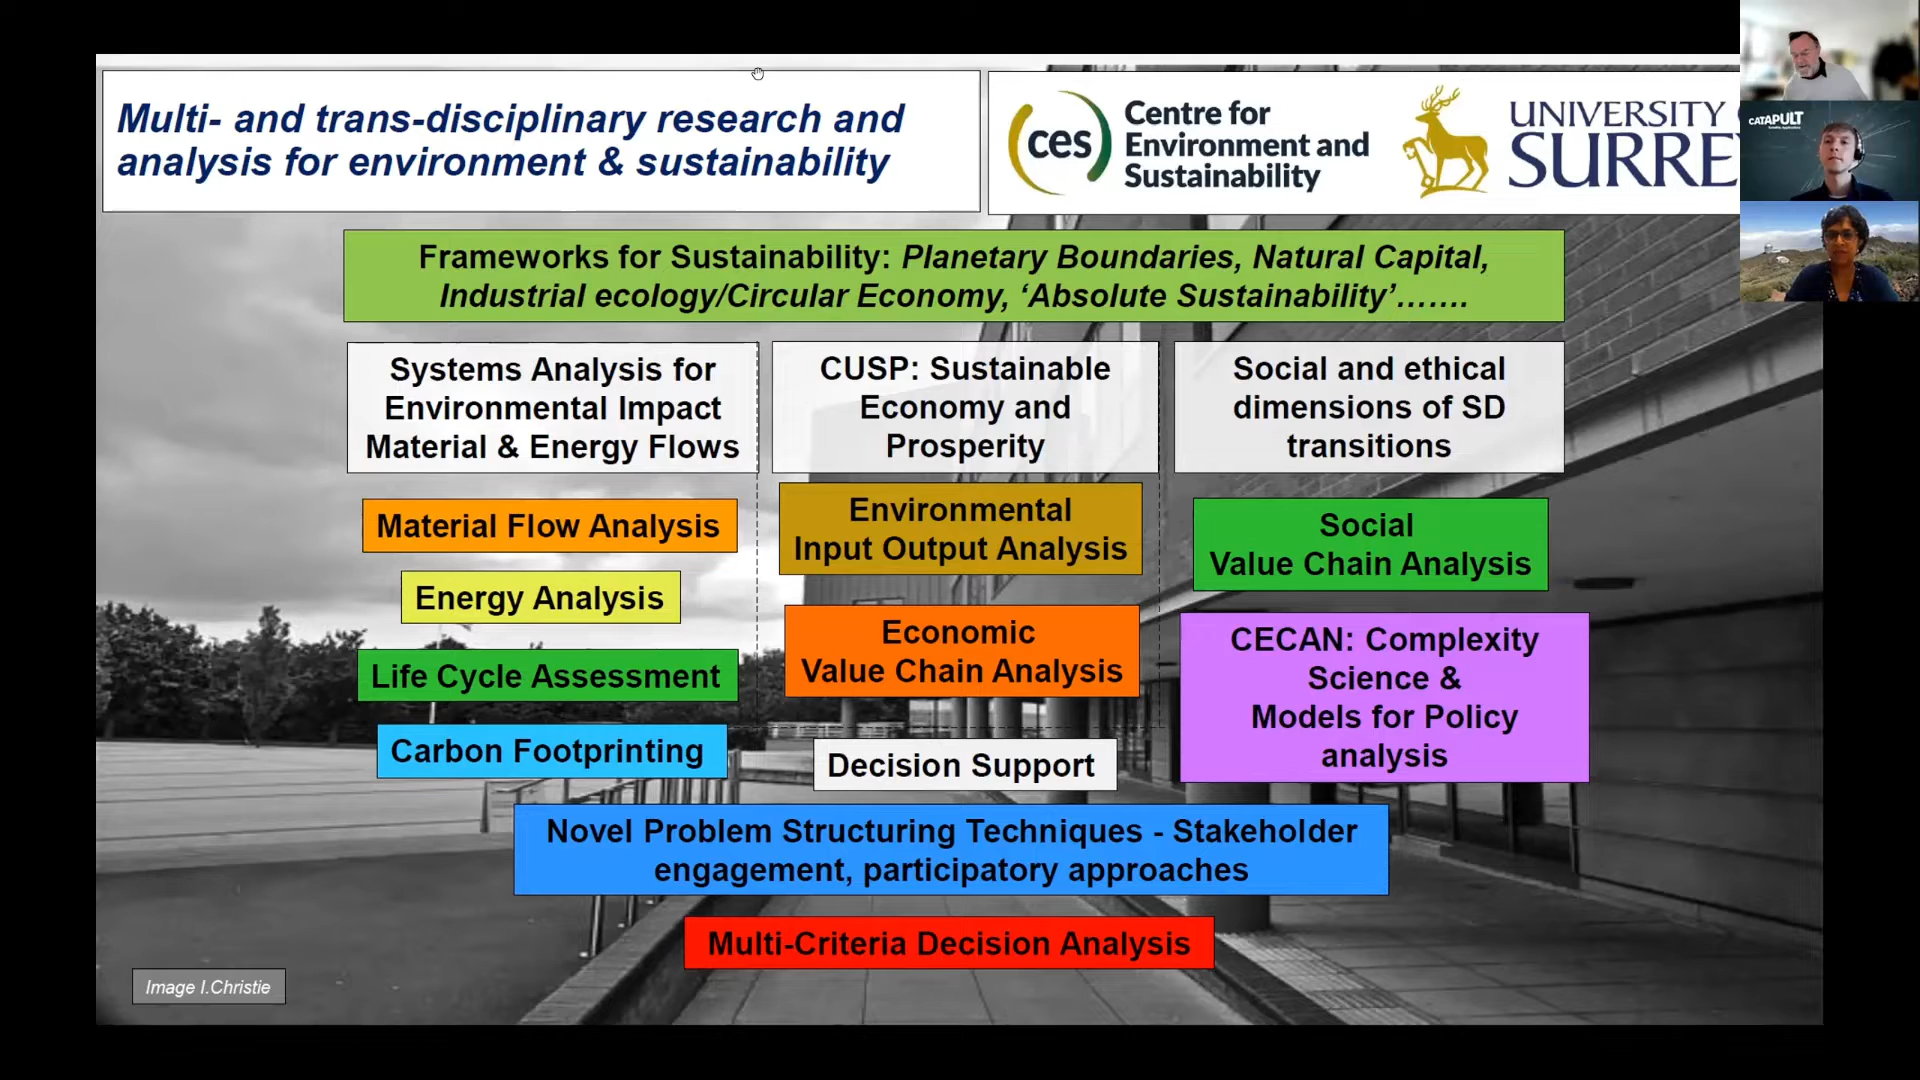 Multi- and trans-disciplinary research and
analysis for environment & sustainability
ces
Centre for
Environment and
Sustainability
UNIVERSITY
SURRE
CATAPULT
Frameworks for Sustainability: Planetary Boundaries, Natural Capital,
Industrial ecology/Circular Economy, ‘Absolute Sustainability’…….
Systems Analysis for
Environmental Impact
Material & Energy Flows
CUSP: Sustainable
Economy and
Prosperity
Social and ethical
dimensions of SD
transitions
Material Flow Analysis
Energy Analysis
Life Cycle Assessment
Carbon Footprinting
Environmental
Input Output Analysis
Economic
Value Chain Analysis
Decision Support
Social
Value Chain Analysis
CECAN: Complexity
Science &
Models for Policy
analysis
Novel Problem Structuring Techniques - Stakeholder
engagement, participatory approaches
Multi-Criteria Decision Analysis
Image I.Christie